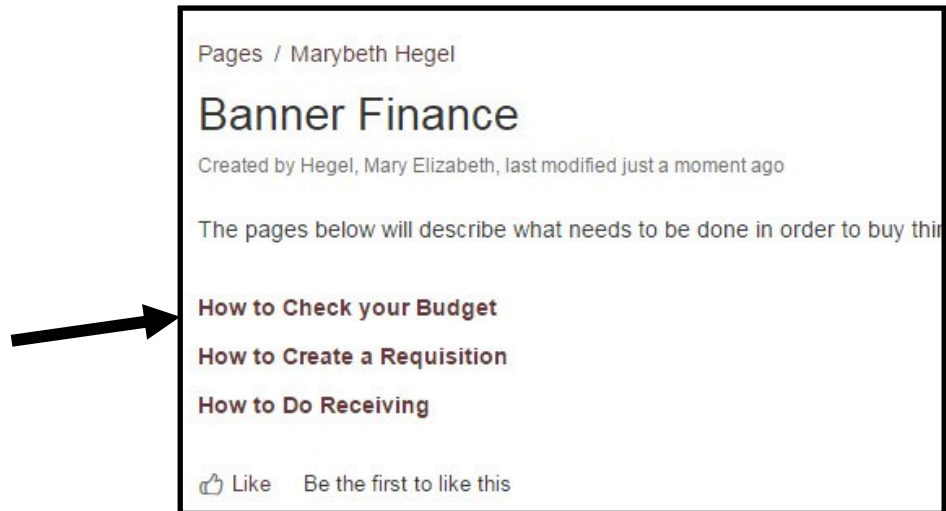 Pages / Marybeth Hegel
Banner Finance
Created by Hegel, Mary Elizabeth, last modified just a moment ago
The pages below will describe what needs to be done in order to buy
How to Check your Budget
How to Create a Requisition
How to Do Receiving
Like Be the first to like this